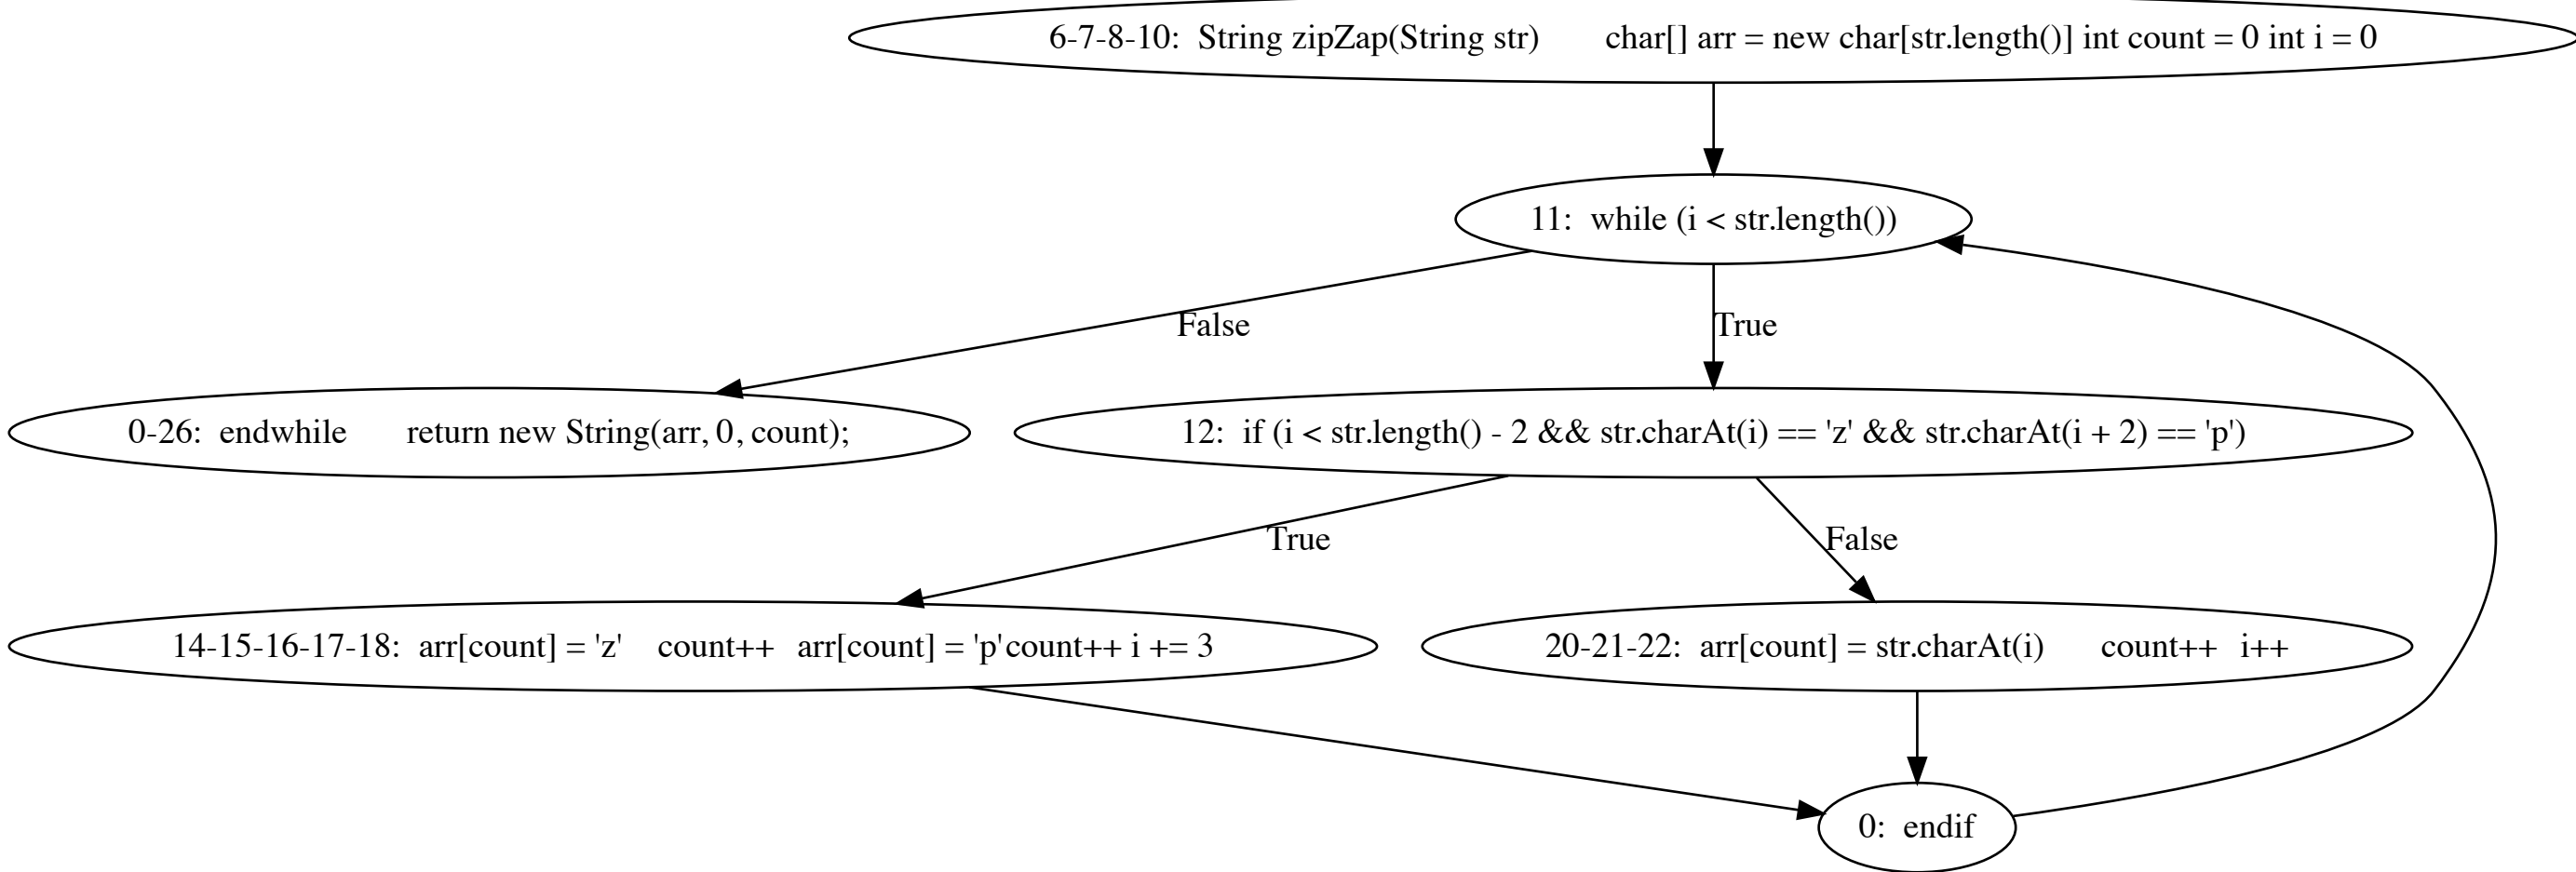 6-7-8-10: String zipZap(String str) char[] arr = new char[str.length()] int count = 0 int i = 0
11: while (i < str.length())
False
True
0-26: endwhile return new String(arr, 0, count);
12: if (i < str.length() - 2 && str.charAt(i) == 'z' && str.charAt(i + 2) == 'p')
True
False
14-15-16-17-18: arr[count] = 'z' count++ arr[count] = 'p'count++ i += 3
20-21-22: arr[count] = str.charAt(i) count++ i++
0: endif